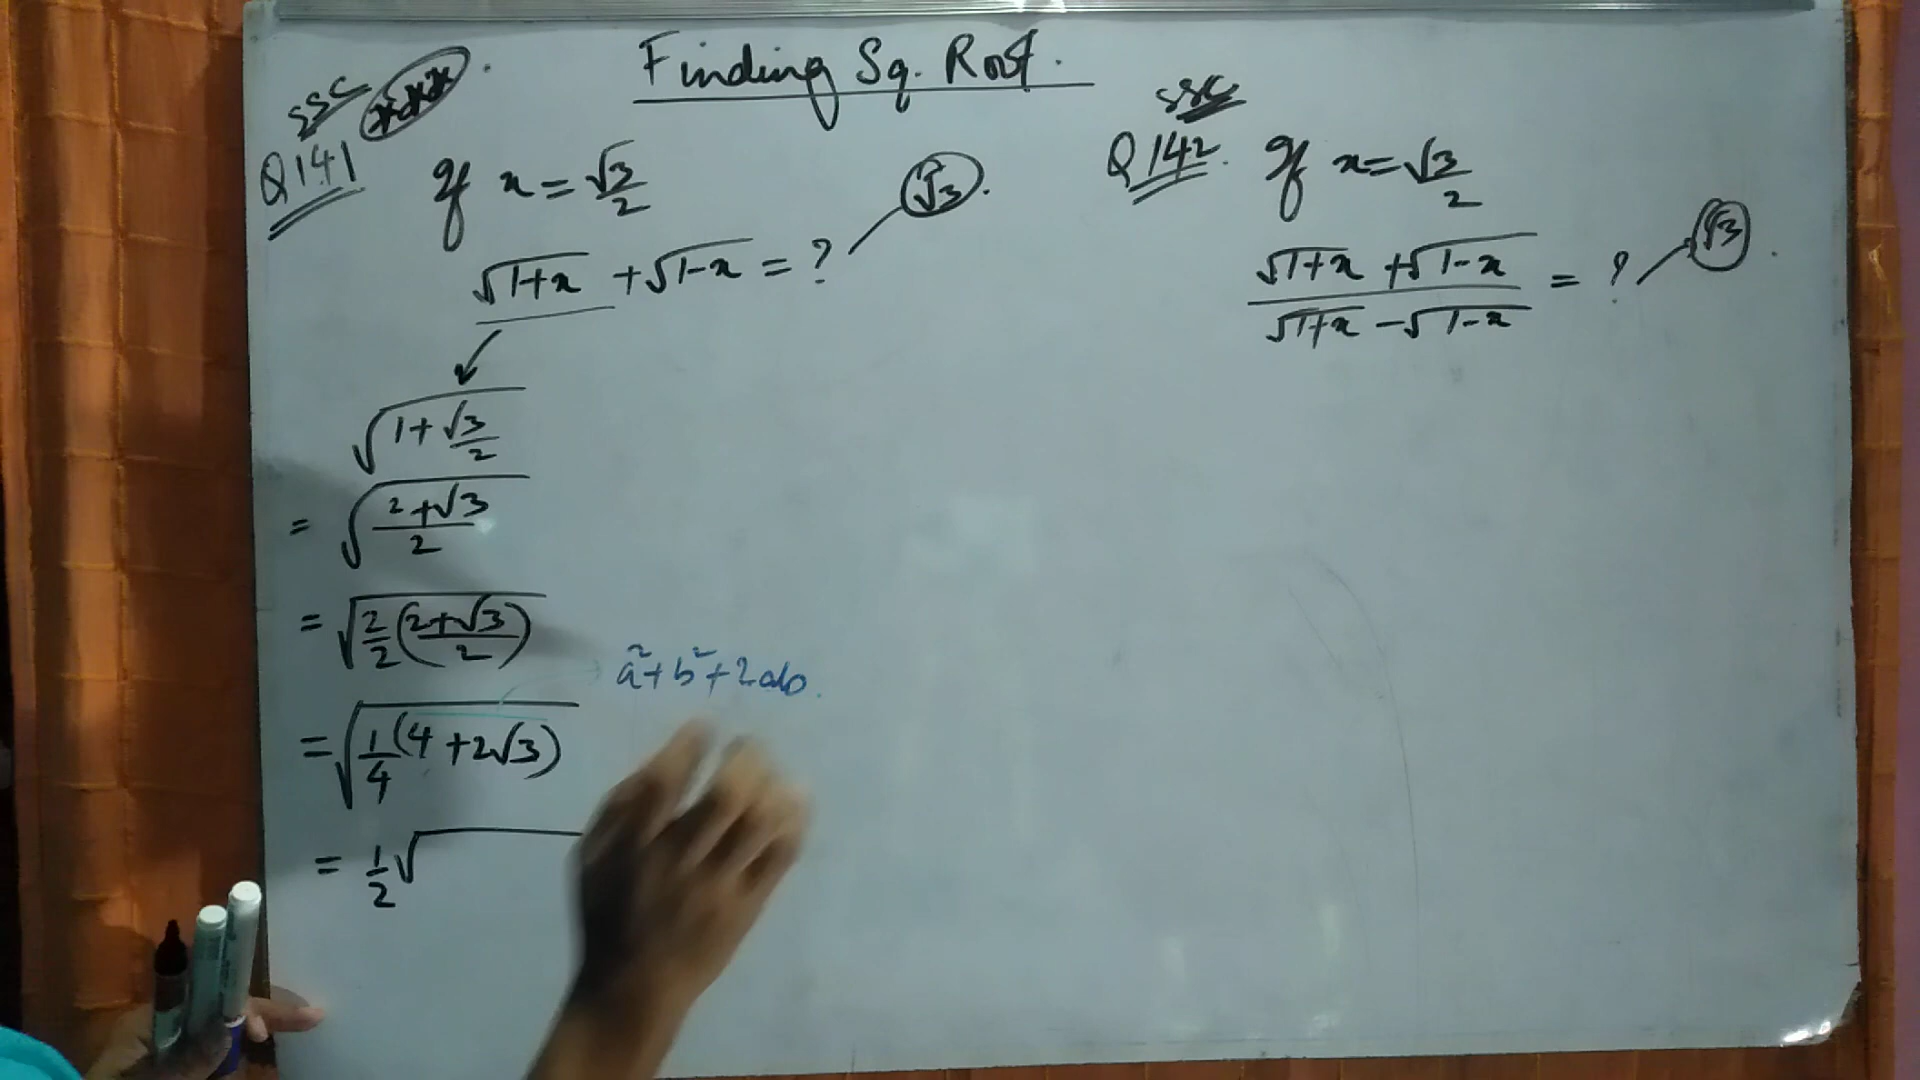 Finding Sq. Root.
SSC
Q141 If x = √3/2
√1+x + √1-x = ? √3.
√(1+√3/2)
= √((2+√3)/2)
= √(2/2((2+√3)/2))
a²+b²+2ab.
= √(1/4(4+2√3))
= 1/2√
SSC
Q142. If x = √3/2
(√1+x + √1-x)/(√1+x - √1-x) = ? √3.